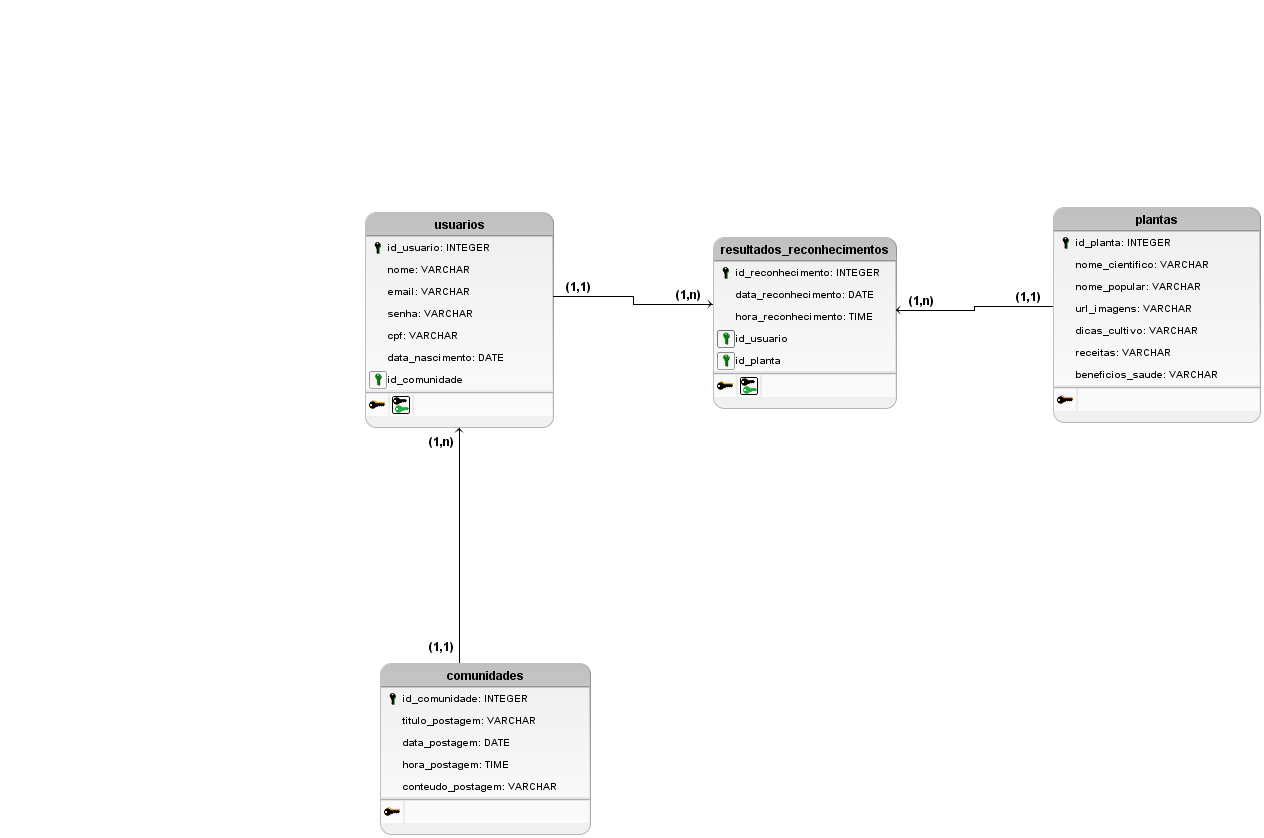 usuarios
id_usuario: INTEGER
nome: VARCHAR
email: VARCHAR
senha: VARCHAR
cpf: VARCHAR
data_nascimento: DATE
id_comunidade
(1,1)
(1,n)
resultados_reconhecimentos
id_reconhecimento: INTEGER
data_reconhecimento: DATE
hora_reconhecimento: TIME
id_usuario
id_planta
(1,n)
(1,1)
plantas
id_planta: INTEGER
nome_cientifico: VARCHAR
nome_popular: VARCHAR
url_imagens: VARCHAR
dicas_cultivo: VARCHAR
receitas: VARCHAR
beneficios_saude: VARCHAR
(1,n)
(1,1)
comunidades
id_comunidade: INTEGER
titulo_postagem: VARCHAR
data_postagem: DATE
hora_postagem: TIME
conteudo_postagem: VARCHAR